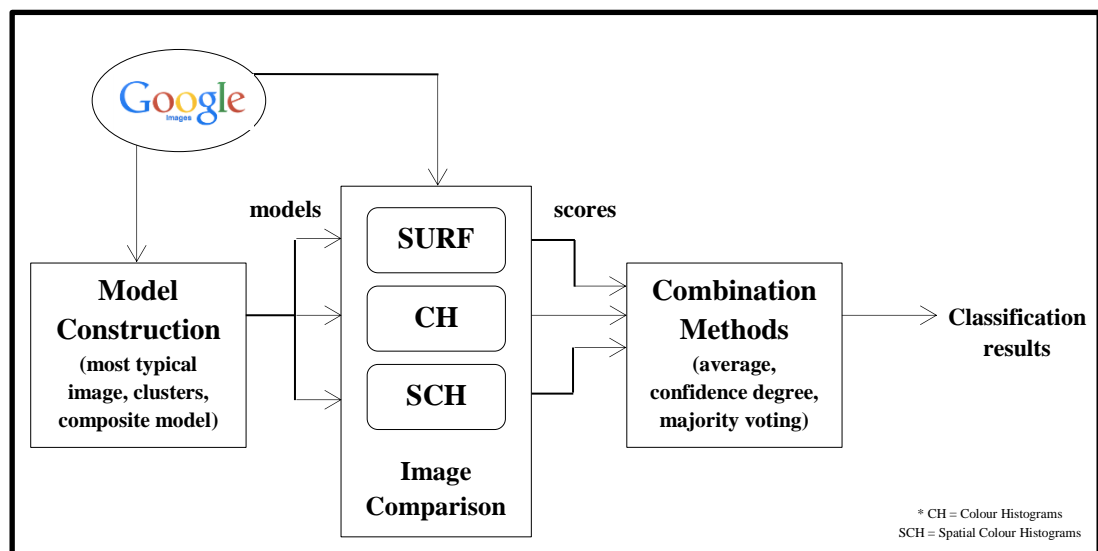 Google
images
models
scores
SURF
CH
SCH
Image
Comparison
Model
Construction
(most typical
image, clusters,
composite model)
Combination
Methods
(average,
confidence degree,
majority voting)
Classification
results
* CH = Colour Histograms
SCH = Spatial Colour Histograms